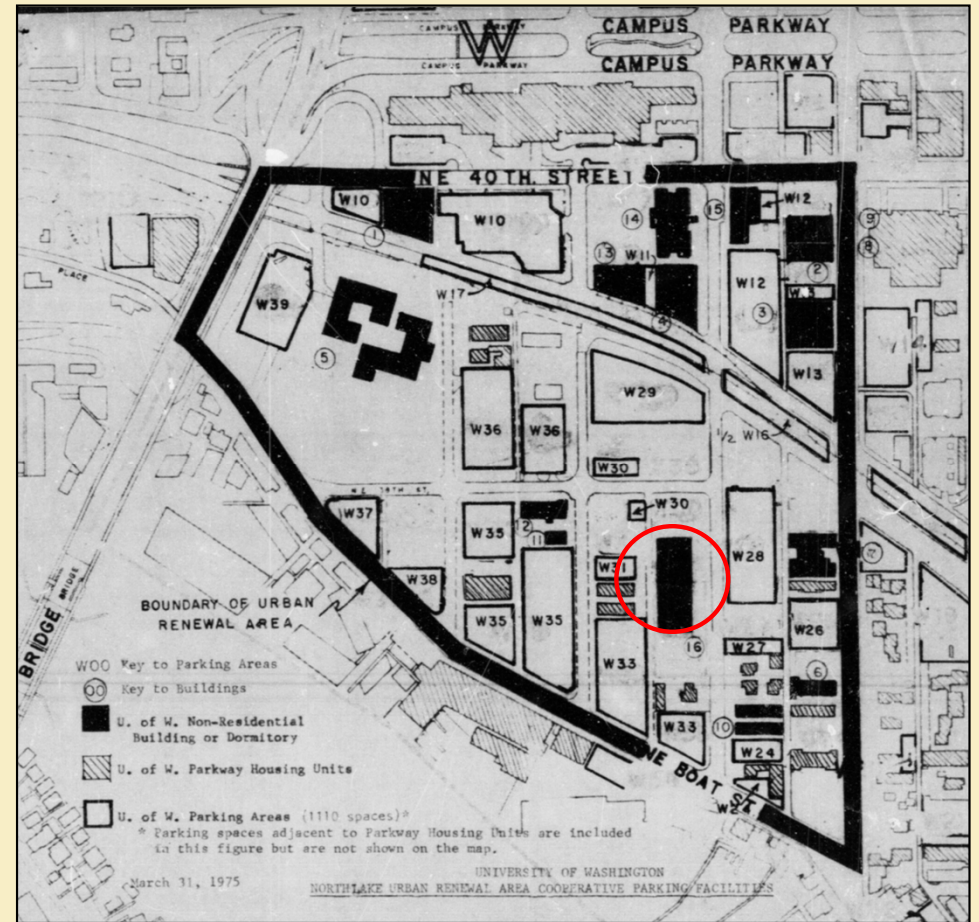 CAMPUS PARKWAY
CAMPUS PARKWAY
W
CAMPUS PARKWAY
CAMPUS PARKWAY
NE 40TH. STREET
W10
W10
14
15
W12
9
8
1
13
W11
W12
2
PLACE
W39
W17
3
5
W29
W13
W36
W36
1/2 W16
W30
W37
W30
W35
12
11
W28
W31
W38
BOUNDARY OF URBAN
RENEWAL AREA
W35
W35
W26
16
W27
W33
6
BRIDGE
BRIDGE
W33
10
W24
NE BOAT ST.
W00 Key to Parking Areas
00 Key to Buildings
U. of W. Non-Residential
Building or Dormitory
U. of W. Parkway Housing Units
U. of W. Parking Areas (1110 spaces)*
* Parking spaces adjacent to Parkway Housing Units are included
in this figure but are not shown on the map.
March 31, 1975
UNIVERSITY OF WASHINGTON
NORTHLAKE URBAN RENEWAL AREA COOPERATIVE PARKING FACILITIES